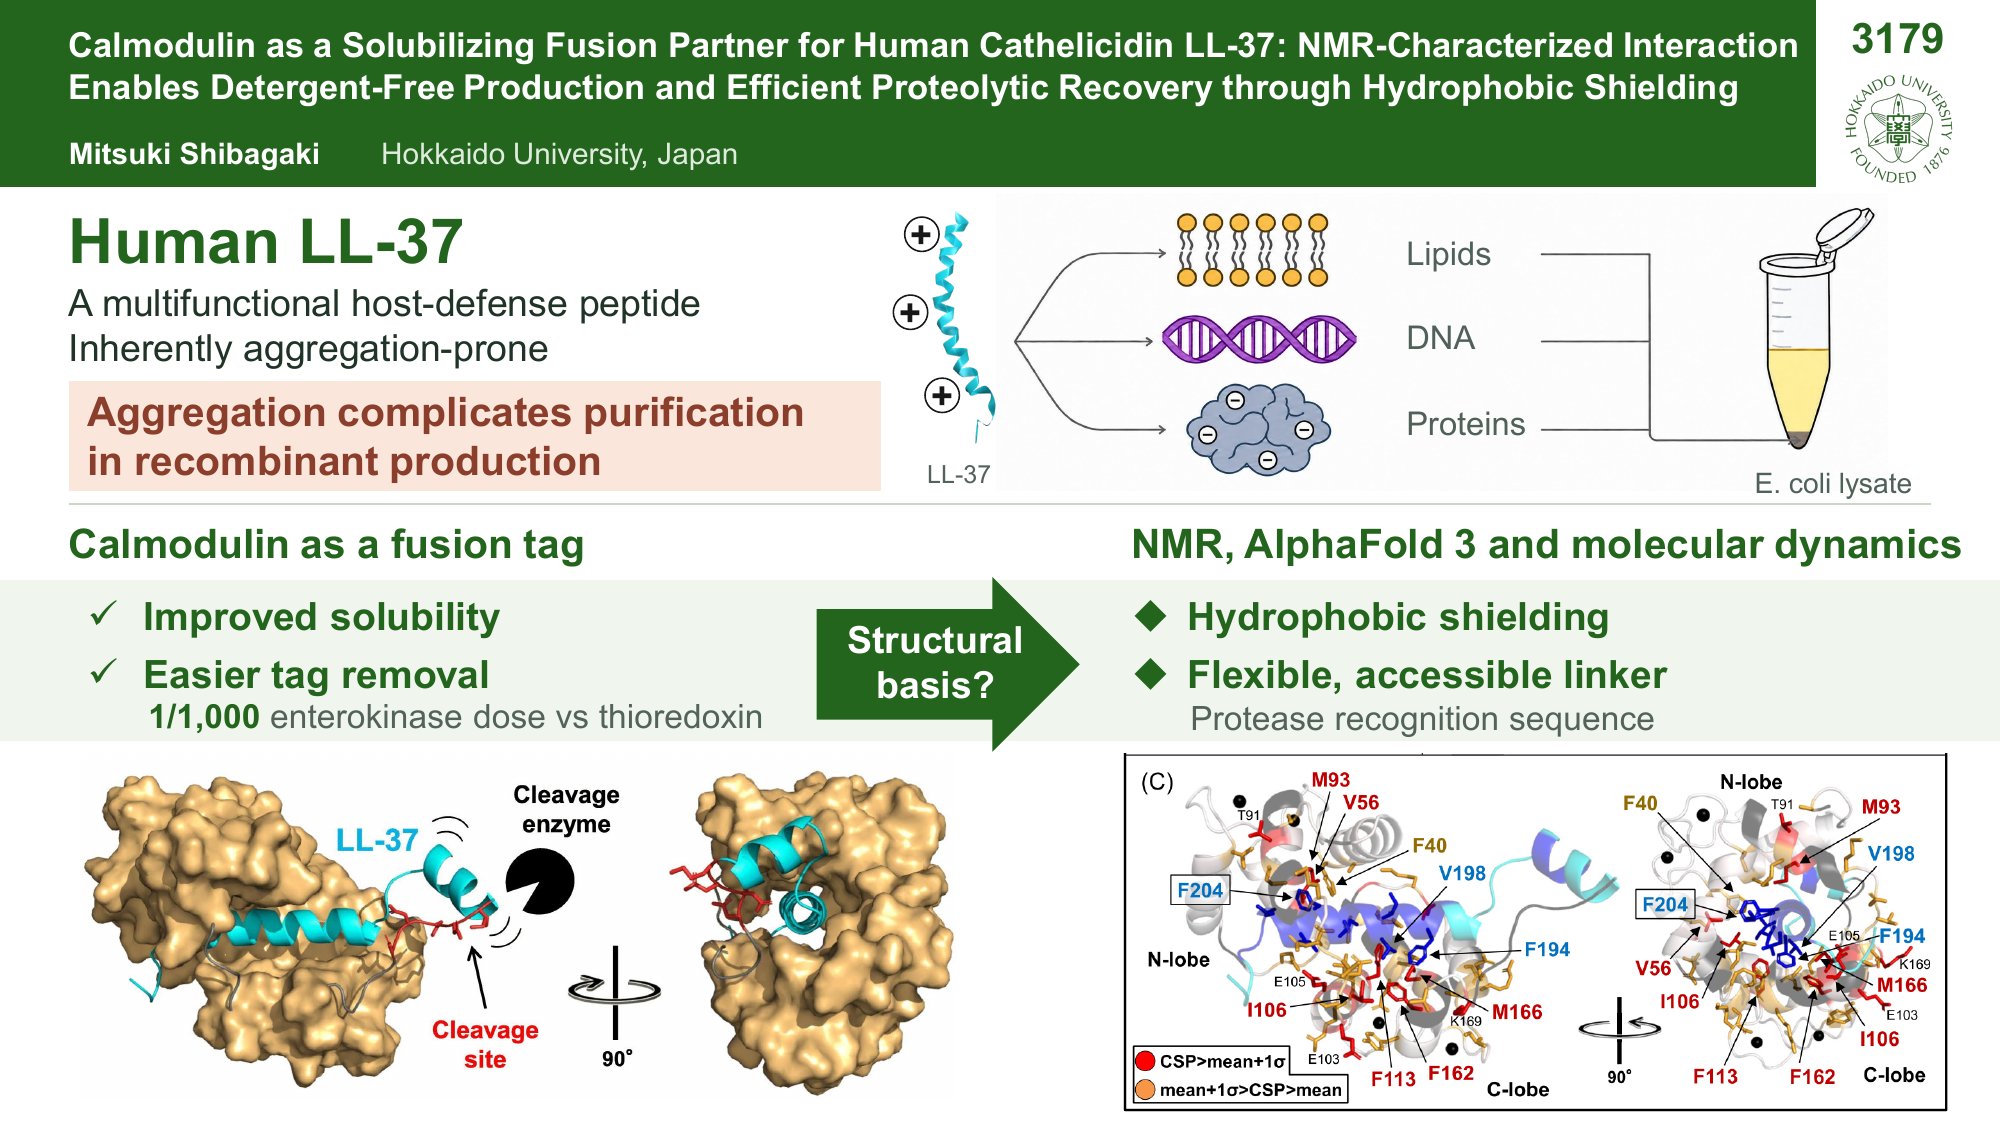 Calmodulin as a Solubilizing Fusion Partner for Human Cathelicidin LL-37: NMR-Characterized Interaction
Enables Detergent-Free Production and Efficient Proteolytic Recovery through Hydrophobic Shielding
Mitsuki Shibagaki Hokkaido University, Japan
3179
HOKKAIDO UNIVERSITY
FOUNDED 1876
大學
Human LL-37
A multifunctional host-defense peptide
Inherently aggregation-prone
Aggregation complicates purification
in recombinant production
LL-37
Lipids
DNA
Proteins
E. coli lysate
Calmodulin as a fusion tag
✓ Improved solubility
✓ Easier tag removal
1/1,000 enterokinase dose vs thioredoxin
Structural
basis?
NMR, AlphaFold 3 and molecular dynamics
◆ Hydrophobic shielding
◆ Flexible, accessible linker
Protease recognition sequence
LL-37
Cleavage
enzyme
Cleavage
site
90°
(C)
M93
V56
T91
F40
V198
F204
N-lobe
F194
E105
I106
M166
K169
E103
F113
F162
C-lobe
CSP>mean+1σ
mean+1σ>CSP>mean
N-lobe
F40
T91
M93
V198
F204
E105
F194
V56
K169
I106
M166
E103
I106
90°
F113
F162
C-lobe